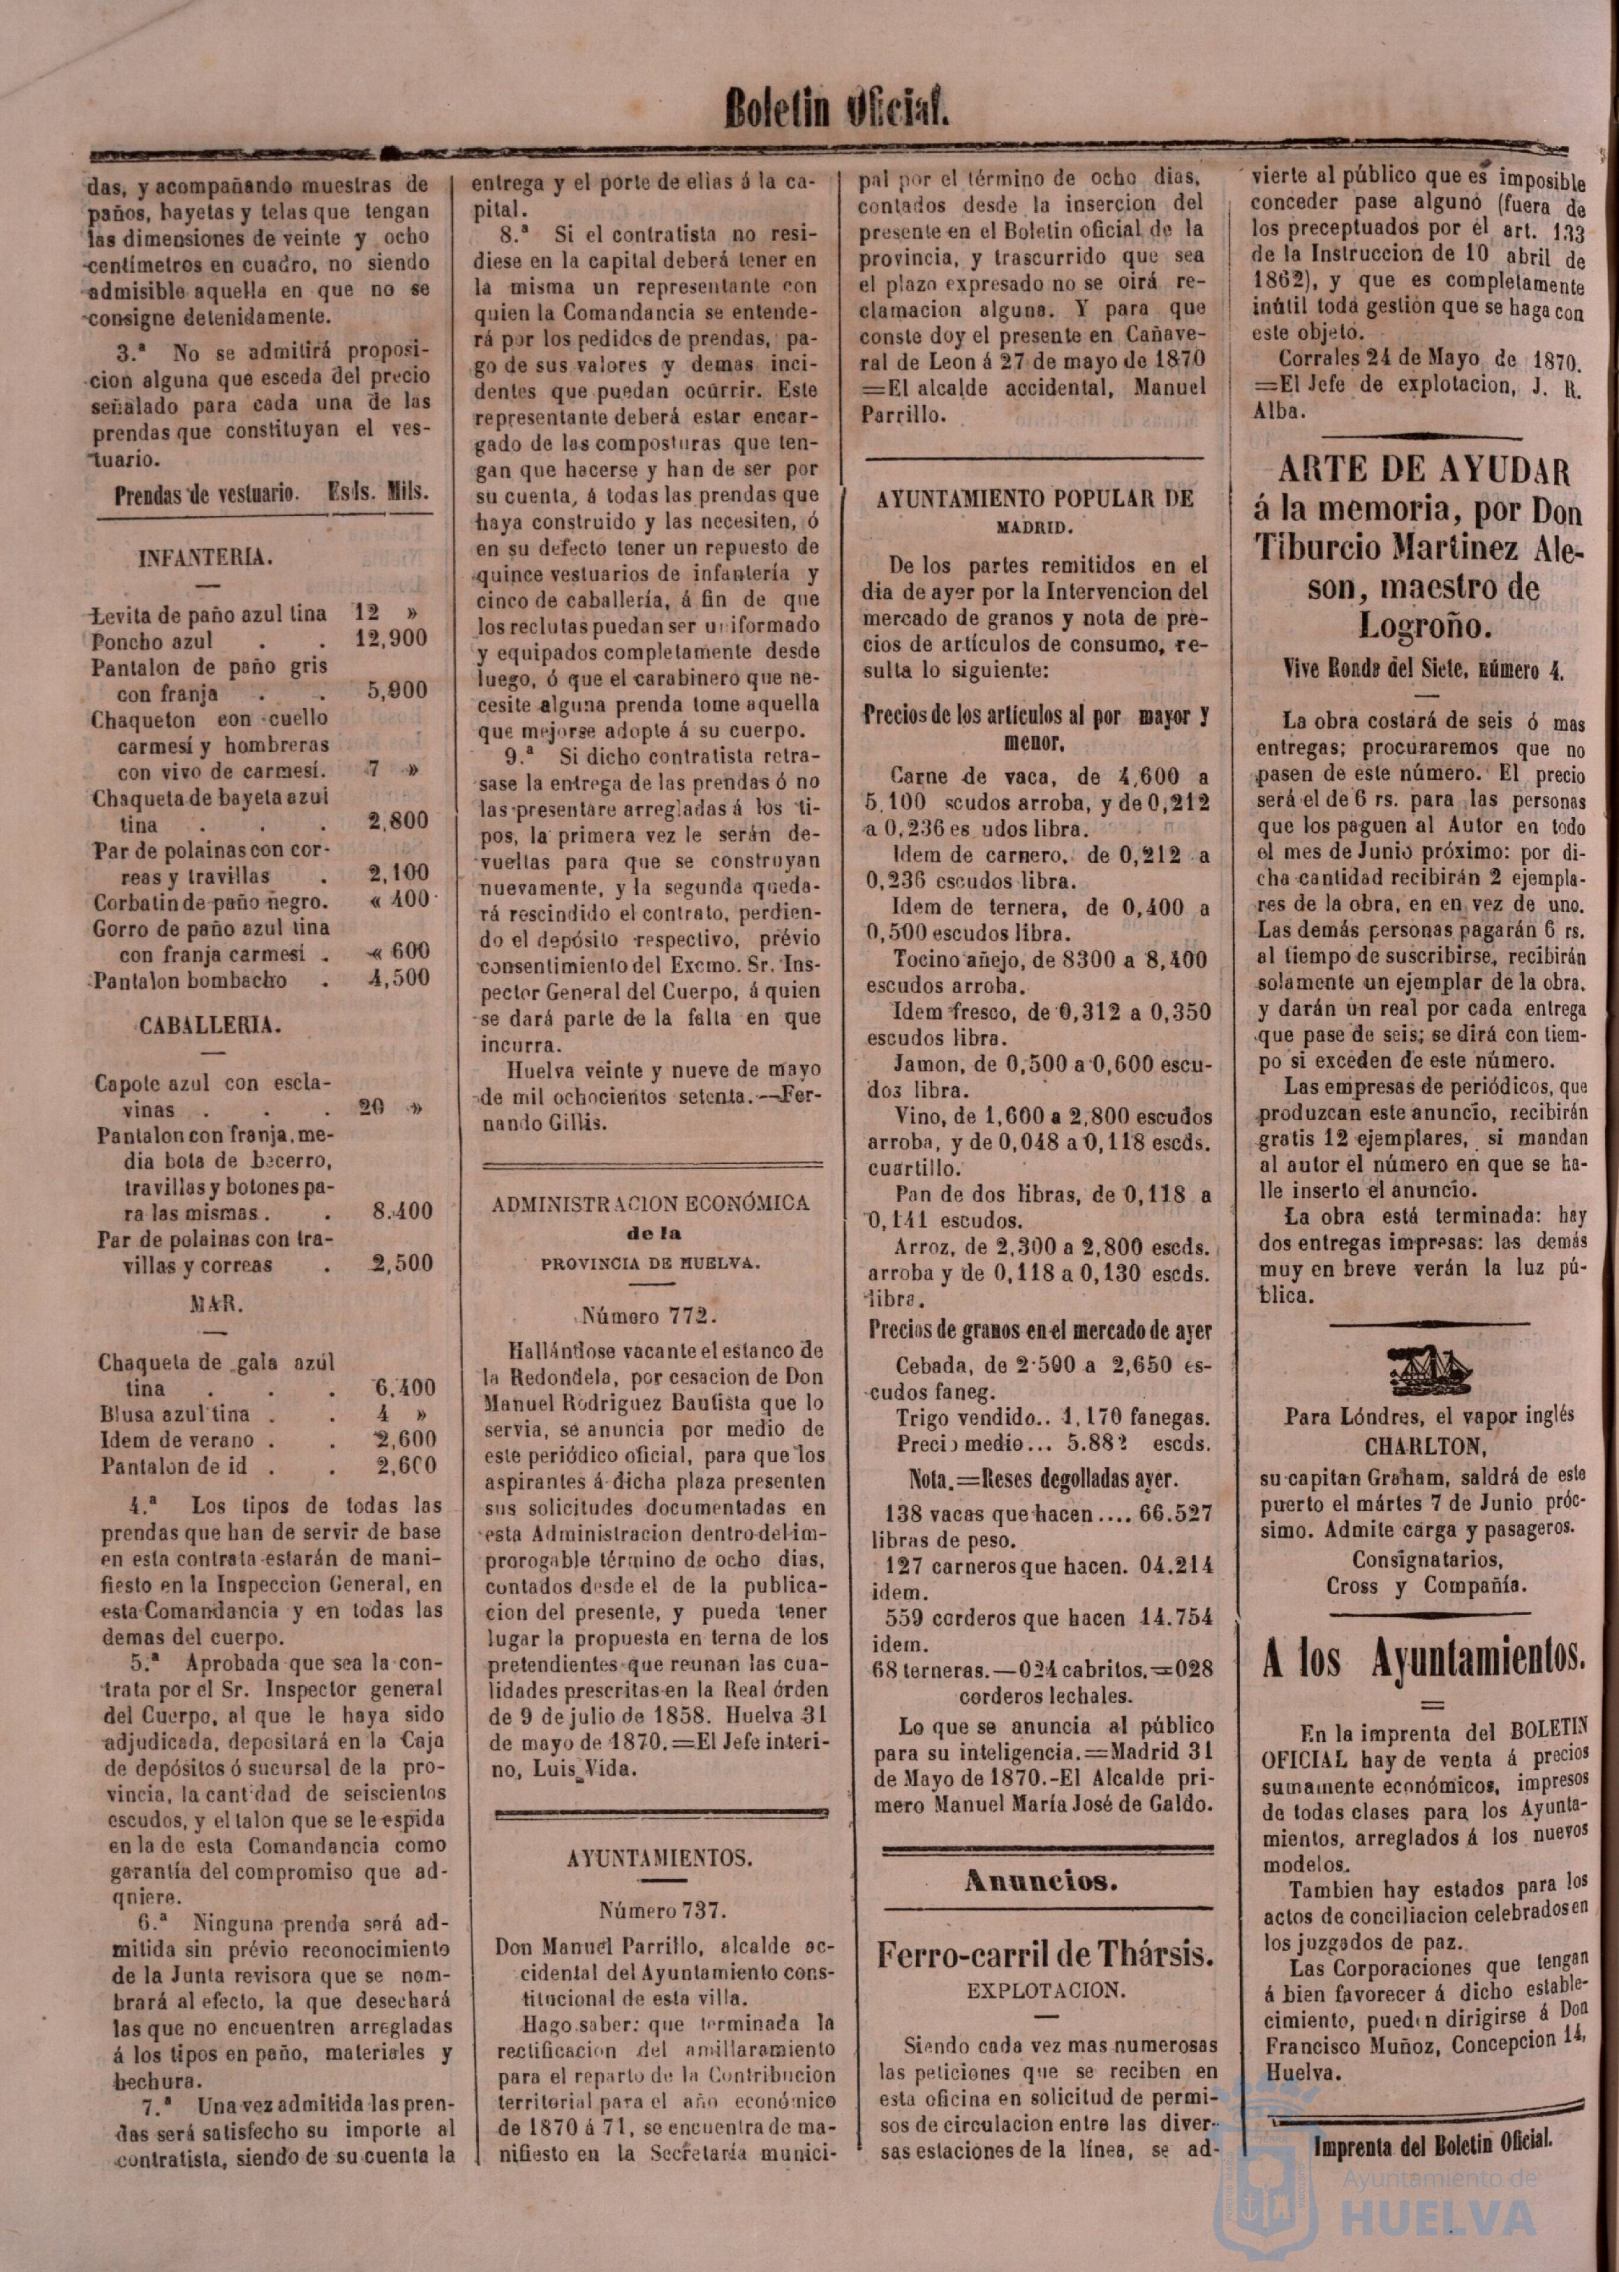 Boletin Oficial.
das, y acompañando muestras de
paños, bayetas y telas que tengan
las dimensiones de veinte y ocho
centímetros en cuadro, no siendo
admisible aquella en que no se
consigne detenidamente.
3.ª No se admitirá proposi-
cion alguna que esceda del precio
señalado para cada una de las
prendas que constituyan el ves-
tuario.
Prendas de vestuario. Esds. Mils.
INFANTERIA.
Levita de paño azul tina 12 »
Poncho azul . . 12,900
Pantalon de paño gris
con franja . . 5,900
Chaqueton con cuello
carmesí y hombreras
con vivo de carmesí. 7 »
Chaqueta de bayeta azul
tina . . . 2,800
Par de polainas con cor-
reas y travillas . 2,100
Corbatin de paño negro. « 400
Gorro de paño azul tina
con franja carmesi . « 600
Pantalon bombacho . 4,500
CABALLERIA.
Capote azul con escla-
vinas . . . 20 »
Pantalon con franja, me-
dia bota de becerro,
travillas y botones pa-
ra las mismas . . 8.400
Par de polainas con tra-
villas y correas . 2,500
MAR.
Chaqueta de gala azúl
tina . . . 6.400
Blusa azul tina . . 4 »
Idem de verano . . 2,600
Pantalon de id . . 2,600
4.ª Los tipos de todas las
prendas que han de servir de base
en esta contrata estarán de mani-
fiesto en la Inspeccion General, en
esta Comandancia y en todas las
demas del cuerpo.
5.ª Aprobada que sea la con-
trata por el Sr. Inspector general
del Cuerpo, al que le haya sido
adjudicada, depositará en la Caja
de depósitos ó sucursal de la pro-
vincia, la cantidad de seiscientos
escudos, y el talon que se le espida
en la de esta Comandancia como
garantía del compromiso que ad-
qniere.
6.ª Ninguna prenda será ad-
mitida sin prévio reconocimiento
de la Junta revisora que se nom-
brará al efecto, la que desechará
las que no encuentren arregladas
á los tipos en paño, materiales y
hechura.
7.ª Una vez admitida las pren-
das será satisfecho su importe al
contratista, siendo de su cuenta la
entrega y el porte de ellas á la ca-
pital.
8.ª Si el contratista no resi-
diese en la capital deberá tener en
la misma un representante con
quien la Comandancia se entende-
rá por los pedidos de prendas, pa-
go de sus valores y demas inci-
dentes que puedan ocurrir. Este
representante deberá estar encar-
gado de las composturas que ten-
gan que hacerse y han de ser por
su cuenta, á todas las prendas que
haya construido y las necesiten, ó
en su defecto tener un repuesto de
quince vestuarios de infantería y
cinco de caballería, á fin de que
los reclutas puedan ser uniformado
y equipados completamente desde
luego, ó que el carabinero que ne-
cesite alguna prenda tome aquella
que mejorse adopte á su cuerpo.
9.ª Si dicho contratista retra-
sase la entrega de las prendas ó no
las presentare arregladas á los ti-
pos, la primera vez le serán de-
vueltas para que se construyan
nuevamente, y la segunda queda-
rá rescindido el contrato, perdien-
do el depósito respectivo, prévio
consentimiento del Excmo. Sr. Ins-
pector General del Cuerpo, á quien
se dará parte de la falta en que
incurra.
Huelva veinte y nueve de mayo
de mil ochocientos setenta.—Fer-
nando Gillis.
ADMINISTRACION ECONÓMICA
de la
PROVINCIA DE HUELVA.
Número 772.
Hallándose vacante el estanco de
la Redondela, por cesacion de Don
Manuel Rodriguez Bautista que lo
servia, se anuncia por medio de
este periódico oficial, para que los
aspirantes á dicha plaza presenten
sus solicitudes documentadas en
esta Administracion dentro del im-
prorogable término de ocho dias,
contados desde el de la publica-
cion del presente, y pueda tener
lugar la propuesta en terna de los
pretendientes que reunan las cua-
lidades prescritas en la Real órden
de 9 de julio de 1858. Huelva 31
de mayo de 1870.=El Jefe interi-
no, Luis Vida.
AYUNTAMIENTOS.
Número 737.
Don Manuel Parrillo, alcalde ac-
cidental del Ayuntamiento cons-
titucional de esta villa.
Hago saber: que terminada la
rectificacion del amillaramiento
para el reparto de la Contribucion
territorial para el año económico
de 1870 á 71, se encuentra de ma-
nifiesto en la Secretaría munici-
pal por el término de ocho dias,
contados desde la insercion del
presente en el Boletin oficial de la
provincia, y trascurrido que sea
el plazo expresado no se oirá re-
clamacion alguna. Y para que
conste doy el presente en Cañave-
ral de Leon á 27 de mayo de 1870
=El alcalde accidental, Manuel
Parrillo.
AYUNTAMIENTO POPULAR DE
MADRID.
De los partes remitidos en el
dia de ayer por la Intervencion del
mercado de granos y nota de pre-
cios de artículos de consumo, re-
sulta lo siguiente:
Precios de los articulos al por mayor y
menor.
Carne de vaca, de 4,600 a
5,100 scudos arroba, y de 0,212
a 0,236 es udos libra.
Idem de carnero, de 0,212 a
0,236 escudos libra.
Idem de ternera, de 0,400 a
0,500 escudos libra.
Tocino añejo, de 8300 a 8,400
escudos arroba.
Idem fresco, de 0,312 a 0,350
escudos libra.
Jamon, de 0,500 a 0,600 escu-
dos libra.
Vino, de 1,600 a 2,800 escudos
arroba, y de 0,048 a 0,118 escds.
cuartillo.
Pan de dos libras, de 0,118 a
0,141 escudos.
Arroz, de 2,300 a 2,800 escds.
arroba y de 0,118 a 0,130 escds.
libra.
Precios de granos en el mercado de ayer
Cebada, de 2·500 a 2,650 es-
cudos faneg.
Trigo vendido.. 1,170 fanegas.
Precio medio... 5.882 escds.
Nota.=Reses degolladas ayer.
138 vacas que hacen.... 66.527
libras de peso.
127 carneros que hacen. 04.214
idem.
559 corderos que hacen 14.754
idem.
68 terneras.—024 cabritos,=028
corderos lechales.
Lo que se anuncia al público
para su inteligencia.=Madrid 31
de Mayo de 1870.-El Alcalde pri-
mero Manuel María José de Galdo.
Anuncios.
Ferro-carril de Thársis.
EXPLOTACION.
Siendo cada vez mas numerosas
las peticiones que se reciben en
esta oficina en solicitud de permi-
sos de circulacion entre las diver-
sas estaciones de la línea, se ad-
vierte al público que es imposible
conceder pase alguno (fuera de
los preceptuados por el art. 133
de la Instruccion de 10 abril de
1862), y que es completamente
inútil toda gestion que se haga con
este objeto.
Corrales 24 de Mayo de 1870.
=El Jefe de explotacion, J. R.
Alba.
ARTE DE AYUDAR
á la memoria, por Don
Tiburcio Martinez Ale-
son, maestro de
Logroño.
Vive Ronda del Siete, número 4.
La obra costará de seis ó mas
entregas; procuraremos que no
pasen de este número. El precio
será el de 6 rs. para las personas
que los paguen al Autor en todo
el mes de Junio próximo: por di-
cha cantidad recibirán 2 ejempla-
res de la obra, en en vez de uno.
Las demás personas pagarán 6 rs.
al tiempo de suscribirse, recibirán
solamente un ejemplar de la obra,
y darán un real por cada entrega
que pase de seis; se dirá con tiem-
po si exceden de este número.
Las empresas de periódicos, que
produzcan este anuncio, recibirán
gratis 12 ejemplares, si mandan
al autor el número en que se ha-
lle inserto el anuncio.
La obra está terminada: hay
dos entregas impresas: las demás
muy en breve verán la luz pú-
blica.
Para Lóndres, el vapor inglés
CHARLTON,
su capitan Graham, saldrá de este
puerto el mártes 7 de Junio próc-
simo. Admite carga y pasageros.
Consignatarios,
Cross y Compañía.
A los Ayuntamientos.
En la imprenta del BOLETIN
OFICIAL hay de venta á precios
sumamente económicos, impresos
de todas clases para los Ayunta-
mientos, arreglados á los nuevos
modelos.
Tambien hay estados para los
actos de conciliacion celebrados en
los juzgados de paz.
Las Corporaciones que tengan
á bien favorecer á dicho estable-
cimiento, pueden dirigirse á Don
Francisco Muñoz, Concepcion 14,
Huelva.
Imprenta del Boletin Oficial.
Ayuntamiento de
HUELVA